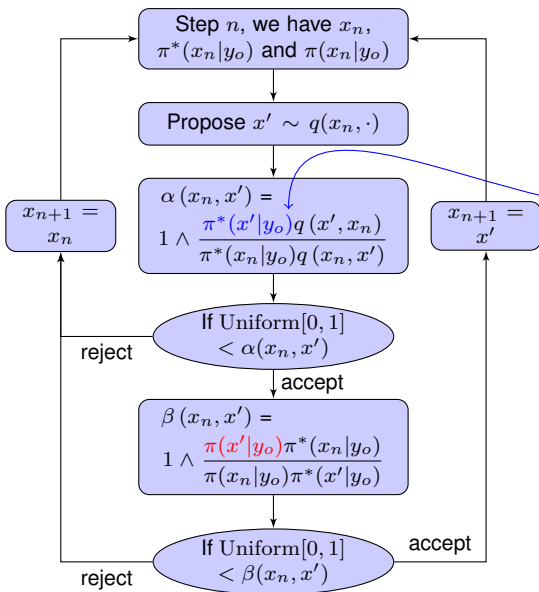 Step n, we have xₙ,
π*(xₙ|yₒ) and π(xₙ|yₒ)
Propose x′ ∼ q(xₙ, ·)
α (xₙ, x′) =
1 ∧ π*(x′|yₒ)q (x′, xₙ)
π*(xₙ|yₒ)q (xₙ, x′)
xₙ₊₁ =
xₙ
xₙ₊₁ =
x′
If Uniform[0, 1]
< α(xₙ, x′)
reject
accept
β (xₙ, x′) =
1 ∧ π(x′|yₒ)π*(xₙ|yₒ)
π(xₙ|yₒ)π*(x′|yₒ)
If Uniform[0, 1]
< β(xₙ, x′)
reject
accept